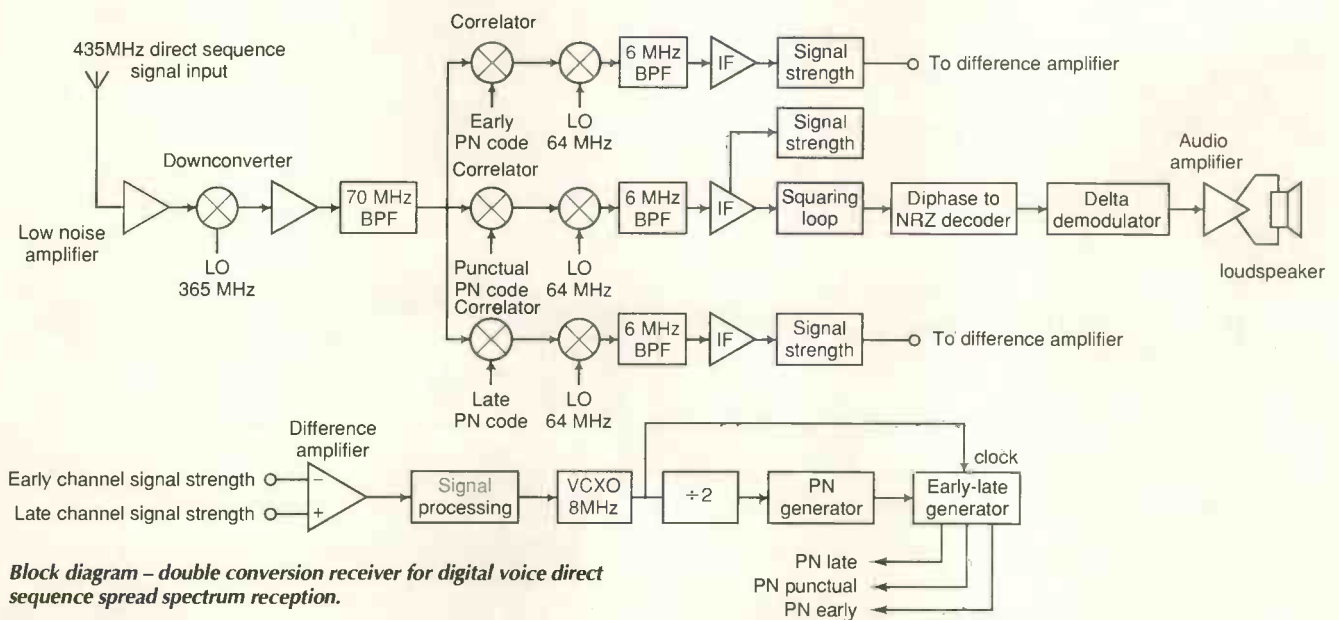 435MHz direct sequence
signal input
Low noise
amplifier
Downconverter
LO
365 MHz
70 MHz
BPF
Correlator
Early
PN code
LO
64 MHz
6 MHz
BPF
IF
Signal
strength
To difference amplifier
Signal
strength
Correlator
Punctual
PN code
LO
64 MHz
6 MHz
BPF
IF
Squaring
loop
Diphase to
NRZ decoder
Delta
demodulator
Audio
amplifier
loudspeaker
Correlator
Late
PN code
LO
64 MHz
6 MHz
BPF
IF
Signal
strength
To difference amplifier
Difference
amplifier
Early channel signal strength
−
Late channel signal strength
+
Signal
processing
VCXO
8MHz
÷2
PN
generator
clock
Early-late
generator
PN late
PN punctual
PN early
Block diagram – double conversion receiver for digital voice direct
sequence spread spectrum reception.